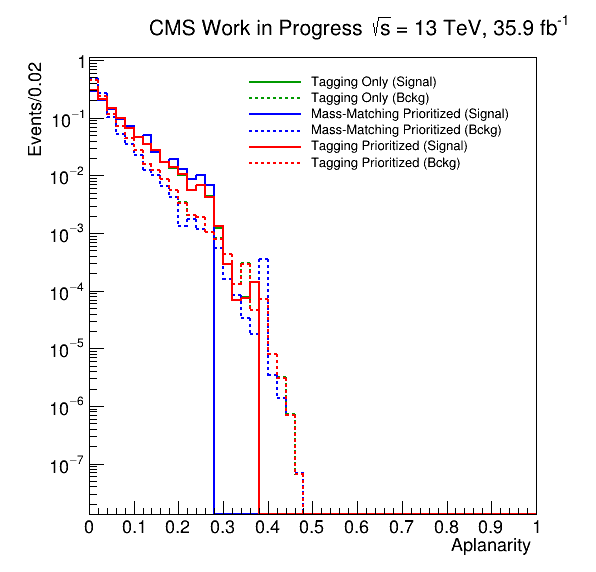 CMS Work in Progress √s = 13 TeV, 35.9 fb⁻¹
Events/0.02
Tagging Only (Signal)
Tagging Only (Bckg)
Mass-Matching Prioritized (Signal)
Mass-Matching Prioritized (Bckg)
Tagging Prioritized (Signal)
Tagging Prioritized (Bckg)
1
10⁻¹
10⁻²
10⁻³
10⁻⁴
10⁻⁵
10⁻⁶
10⁻⁷
0 0.1 0.2 0.3 0.4 0.5 0.6 0.7 0.8 0.9 1
Aplanarity